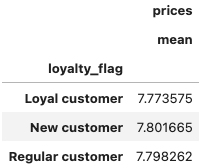 prices
mean
loyalty_flag
Loyal customer 7.773575
New customer 7.801665
Regular customer 7.798262